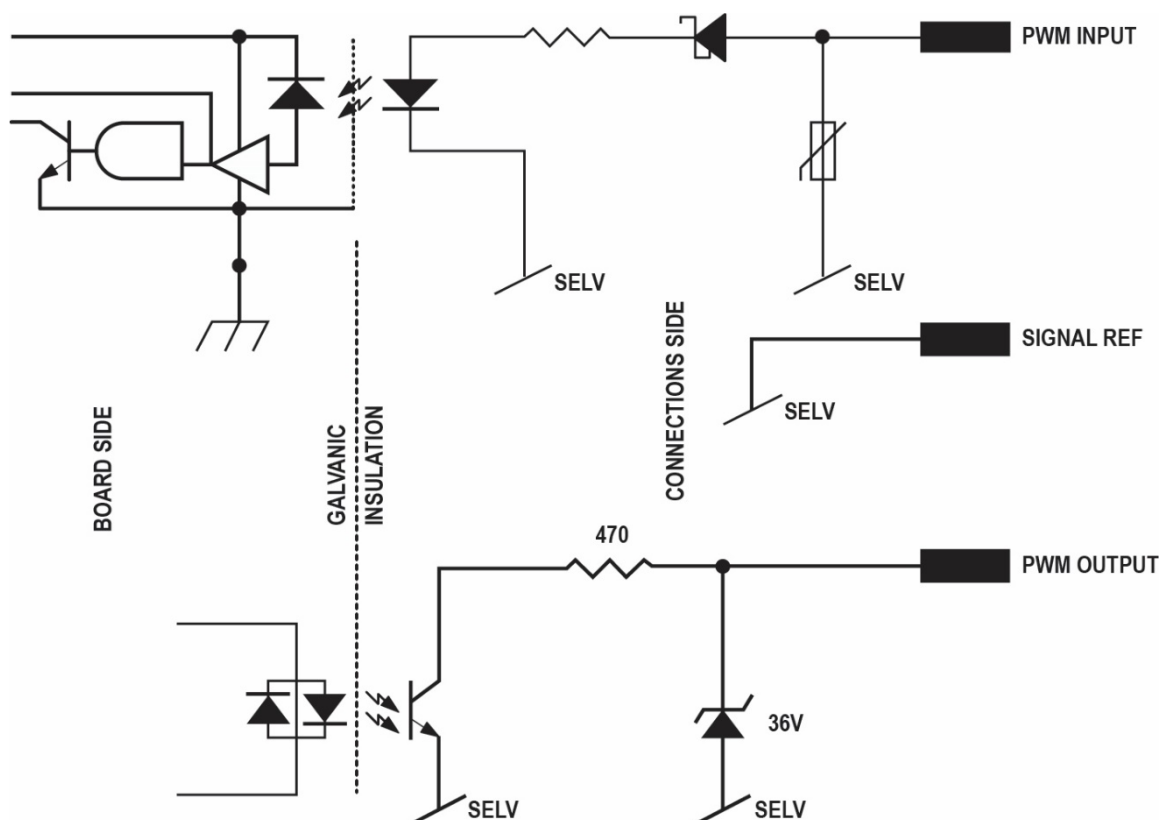 PWM INPUT
SELV
SELV
SIGNAL REF
SELV
BOARD SIDE
GALVANIC
INSULATION
CONNECTIONS SIDE
470
PWM OUTPUT
36V
SELV
SELV